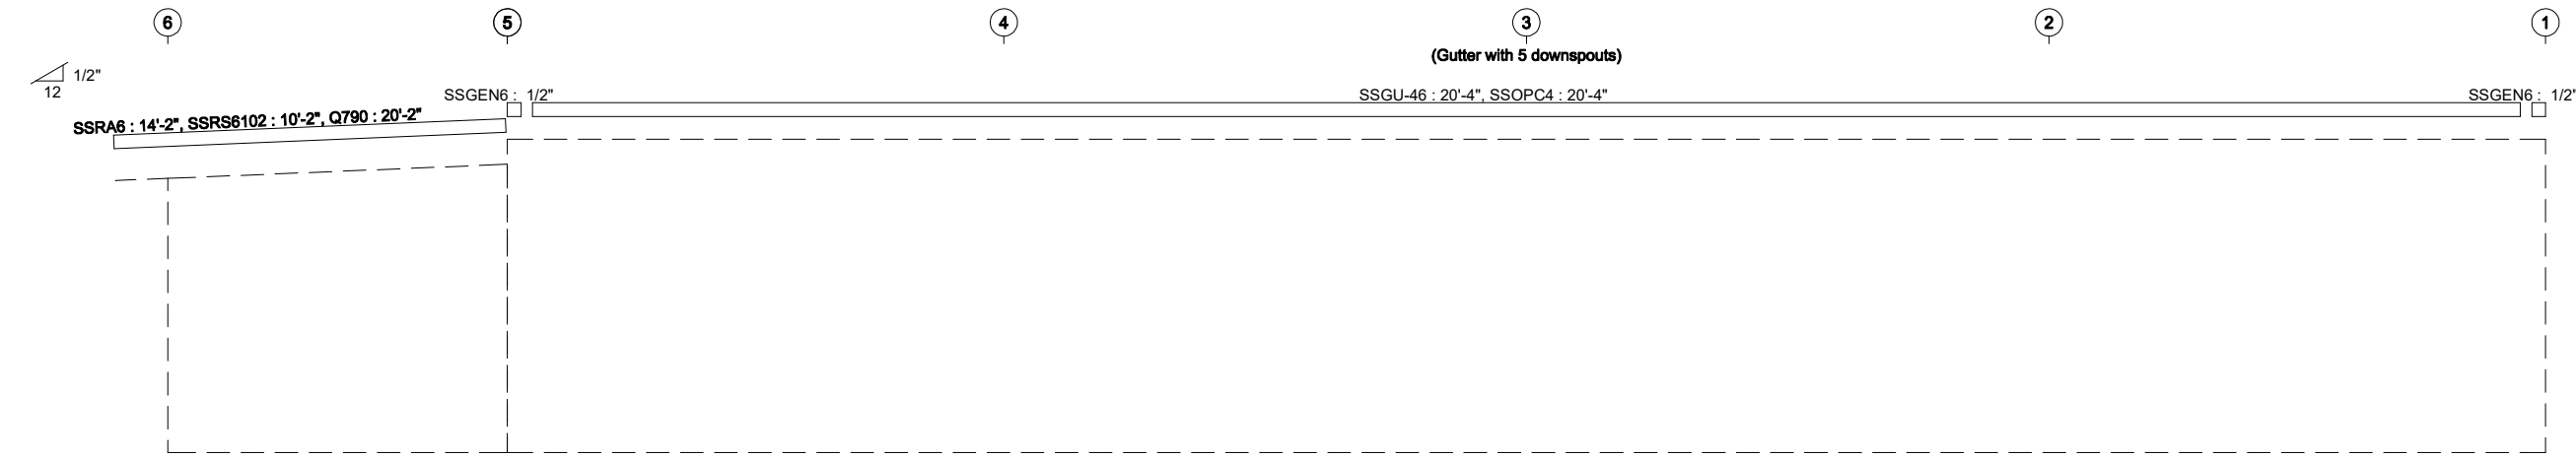 6 5 4 3 2 1
(Gutter with 5 downspouts)
1/2"
12
SSGEN6 : 1/2"
SSGU-46 : 20'-4", SSOPC4 : 20'-4"
SSGEN6 : 1/2"
SSRA6 : 14'-2", SSRS6102 : 10'-2", Q790 : 20'-2"